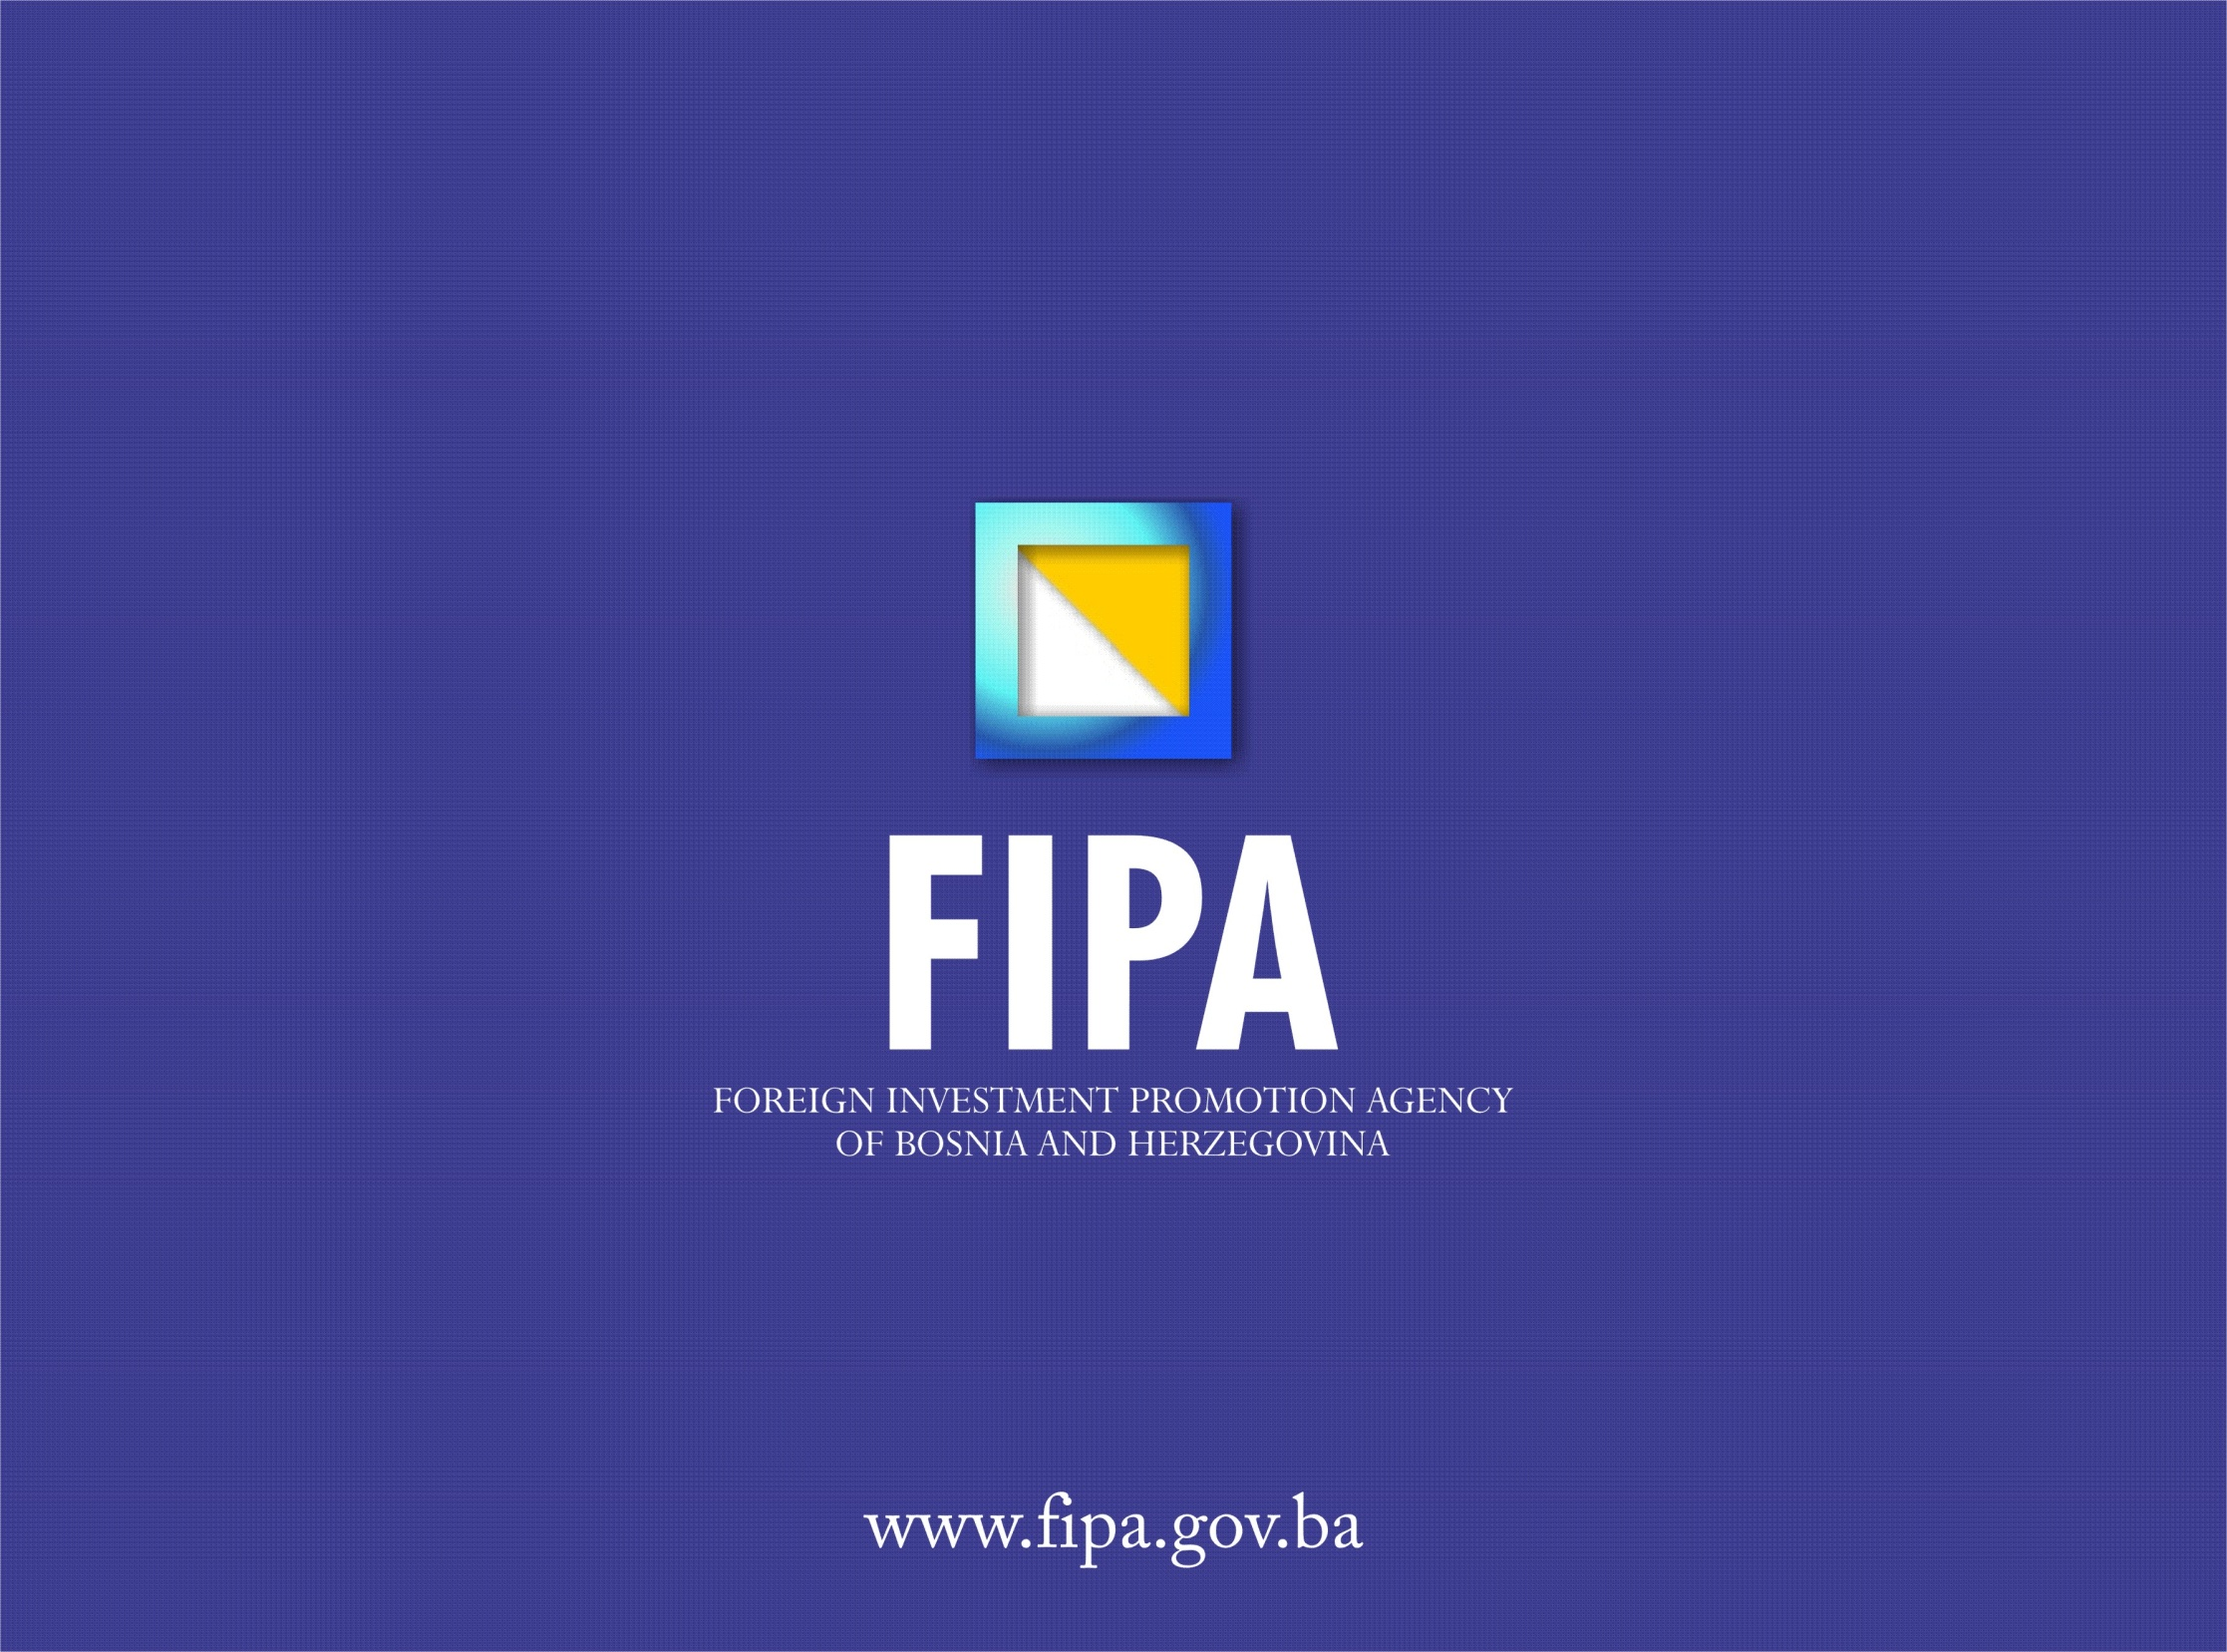 FIPA
FOREIGN INVESTMENT PROMOTION AGENCY
OF BOSNIA AND HERZEGOVINA
www.fipa.gov.ba